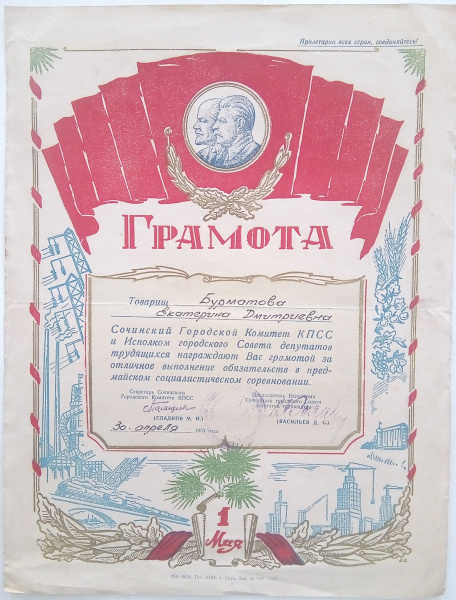 Пролетарии всех стран, соединяйтесь!
ГРАМОТА
Товарищ Бурматова
Екатерина Дмитриевна
Сочинский Городской Комитет КПСС
и Исполком городского Совета депутатов
трудящихся награждают Вас грамотой за
отличное выполнение обязательств в пред-
майском социалистическом соревновании.
Секретарь Сочинского
Городского Комитета КПСС
Председатель Исполкома
Сочинского городского Совета
депутатов трудящихся
(ГЛАДКОВ М. Н.)
(ВАСИЛЬЕВ Д. С.)
30 апреля
года
1
Мая